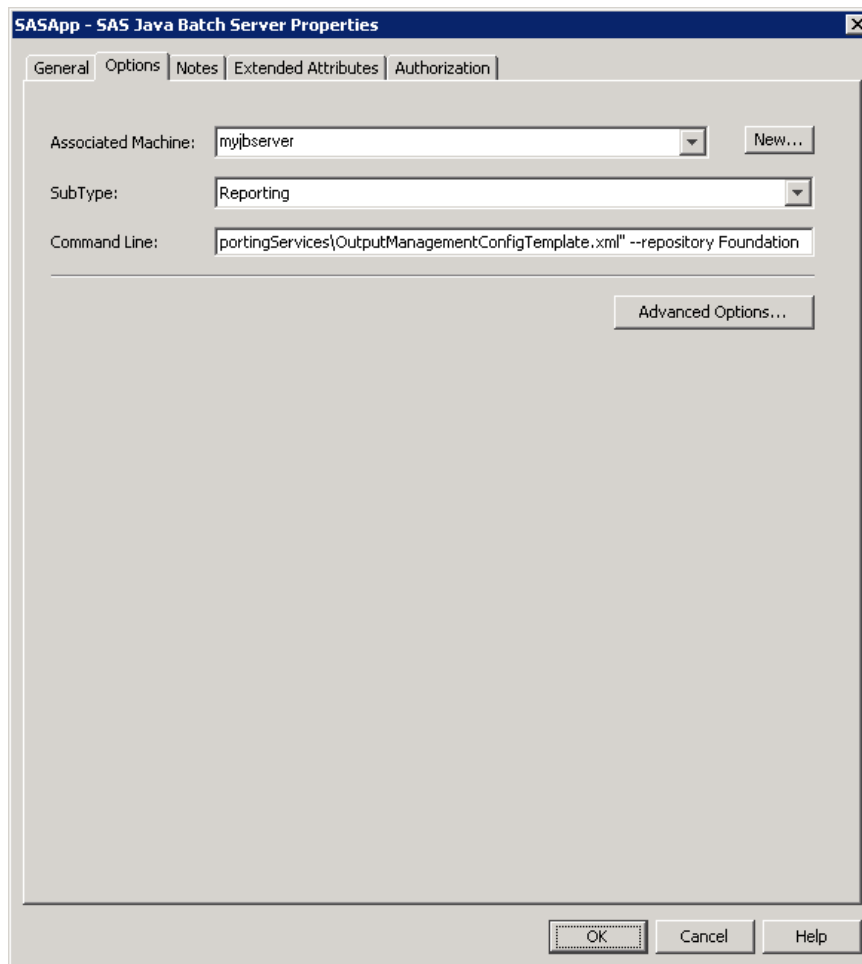 SASApp - SAS Java Batch Server Properties
General Options Notes Extended Attributes Authorization
Associated Machine: myjbserver New...
SubType: Reporting
Command Line: portingServices\OutputManagementConfigTemplate.xml" --repository Foundation
Advanced Options...
OK Cancel Help